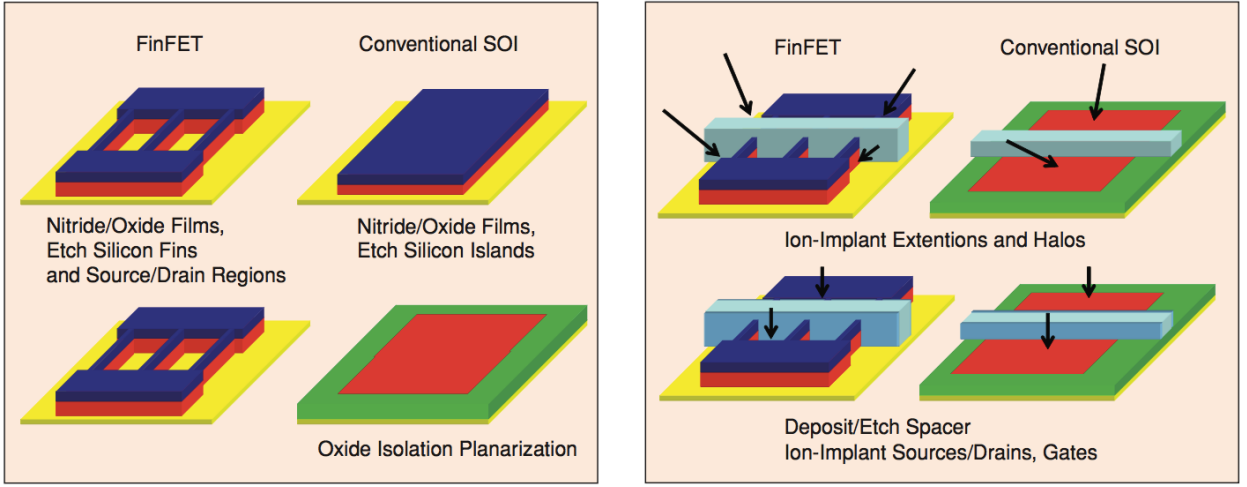 FinFET
Conventional SOI
Nitride/Oxide Films,
Etch Silicon Fins
and Source/Drain Regions
Nitride/Oxide Films,
Etch Silicon Islands
Oxide Isolation Planarization
FinFET
Conventional SOI
Ion-Implant Extentions and Halos
Deposit/Etch Spacer
Ion-Implant Sources/Drains, Gates